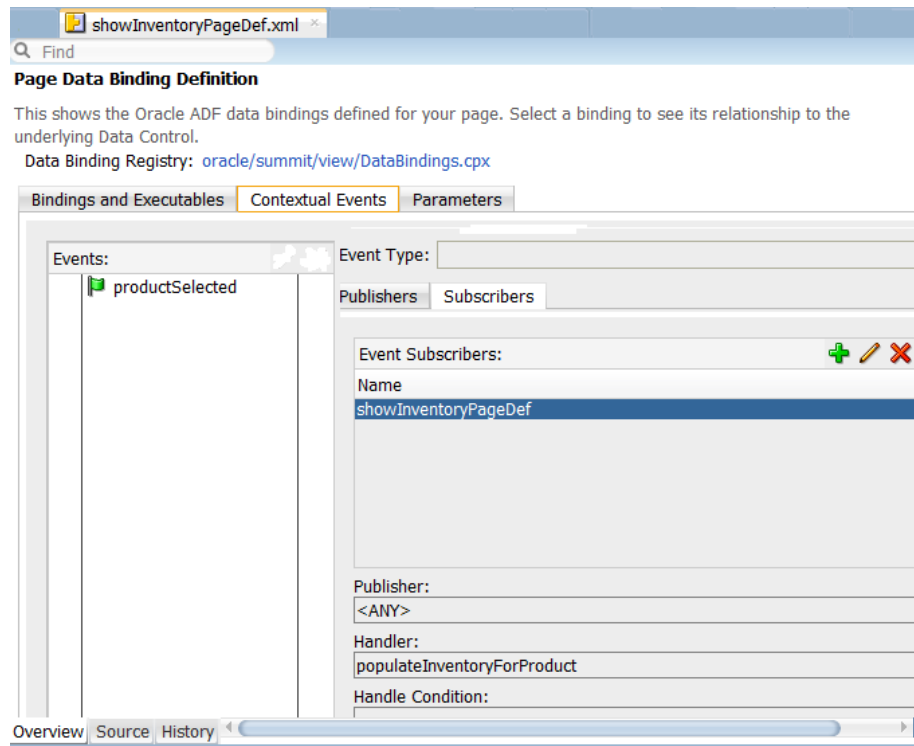 showInventoryPageDef.xml
Find
Page Data Binding Definition
This shows the Oracle ADF data bindings defined for your page. Select a binding to see its relationship to the
underlying Data Control.
Data Binding Registry: oracle/summit/view/DataBindings.cpx
Bindings and Executables Contextual Events Parameters
Events:
Event Type:
productSelected
Publishers Subscribers
Event Subscribers:
Name
showInventoryPageDef
Publisher:
<ANY>
Handler:
populateInventoryForProduct
Handle Condition:
Overview Source History